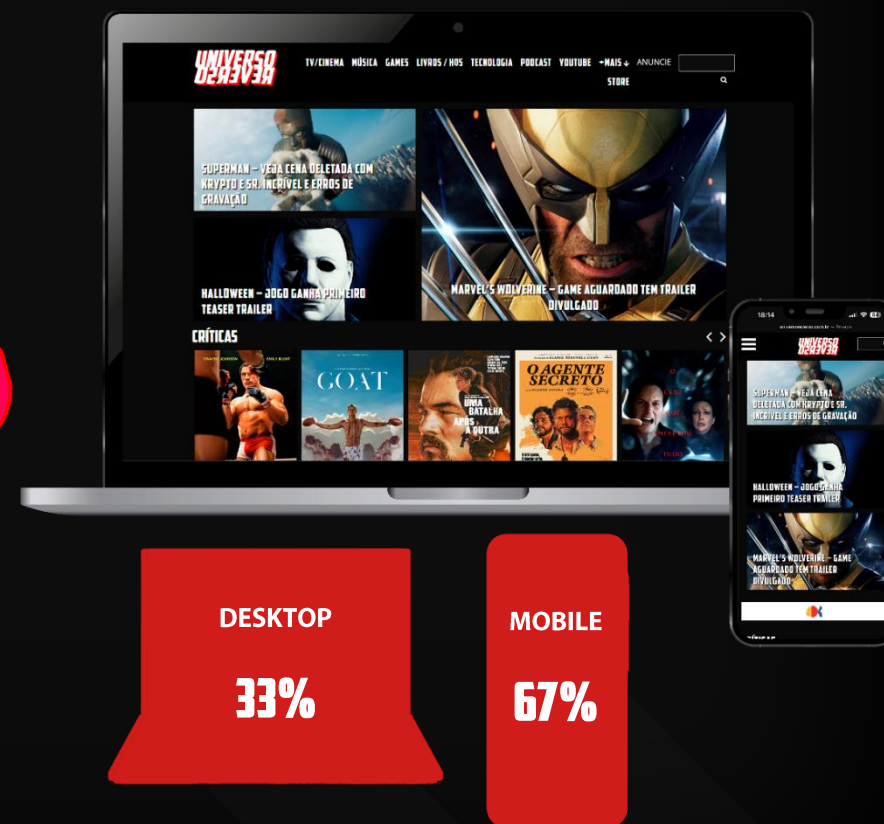 UNIVERSO
REVERSO
TV/CINEMA MÚSICA GAMES LIVROS / HQS TECNOLOGIA PODCAST YOUTUBE +MAIS ↓ ANUNCIE
STORE
SUPERMAN – VEJA CENA DELETADA COM
KRYPTO E SR. INCRÍVEL E ERROS DE
GRAVAÇÃO
HALLOWEEN – JOGO GANHA PRIMEIRO
TEASER TRAILER
MARVEL'S WOLVERINE – GAME AGUARDADO TEM TRAILER
DIVULGADO
CRÍTICAS
< >
EMILY BLUNT
GOAT
UMA
BATALHA
APÓS
A OUTRA
O AGENTE
SECRETO
18:14
UNIVERSO
REVERSO
SUPERMAN – VEJA CENA
DELETADA COM KRYPTO E SR.
INCRÍVEL E ERROS DE GRAVAÇÃO
HALLOWEEN – JOGO GANHA
PRIMEIRO TEASER TRAILER
MARVEL'S WOLVERINE – GAME
AGUARDADO TEM TRAILER
DIVULGADO
DESKTOP
33%
MOBILE
67%